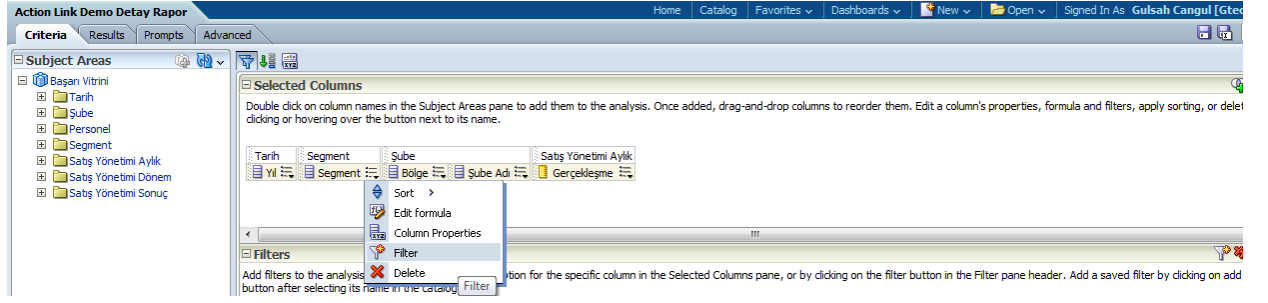 Action Link Demo Detay Rapor
Home Catalog Favorites Dashboards New Open Signed In As Gulsah Cangul [Gtec
Criteria Results Prompts Advanced
Subject Areas
Başarı Vitrini
Tarih
Şube
Personel
Segment
Satış Yönetimi Aylık
Satış Yönetimi Dönem
Satış Yönetimi Sonuç
Selected Columns
Double click on column names in the Subject Areas pane to add them to the analysis. Once added, drag-and-drop columns to reorder them. Edit a column's properties, formula and filters, apply sorting, or delet
clicking or hovering over the button next to its name.
Tarih Segment Şube Satış Yönetimi Aylık
Yıl Segment Bölge Şube Adı Gerçekleşme
Sort
Edit formula
Column Properties
Filter
Delete
Filter
Filters
Add filters to the analysis tion for the specific column in the Selected Columns pane, or by clicking on the filter button in the Filter pane header. Add a saved filter by clicking on add
button after selecting its name in the catalog